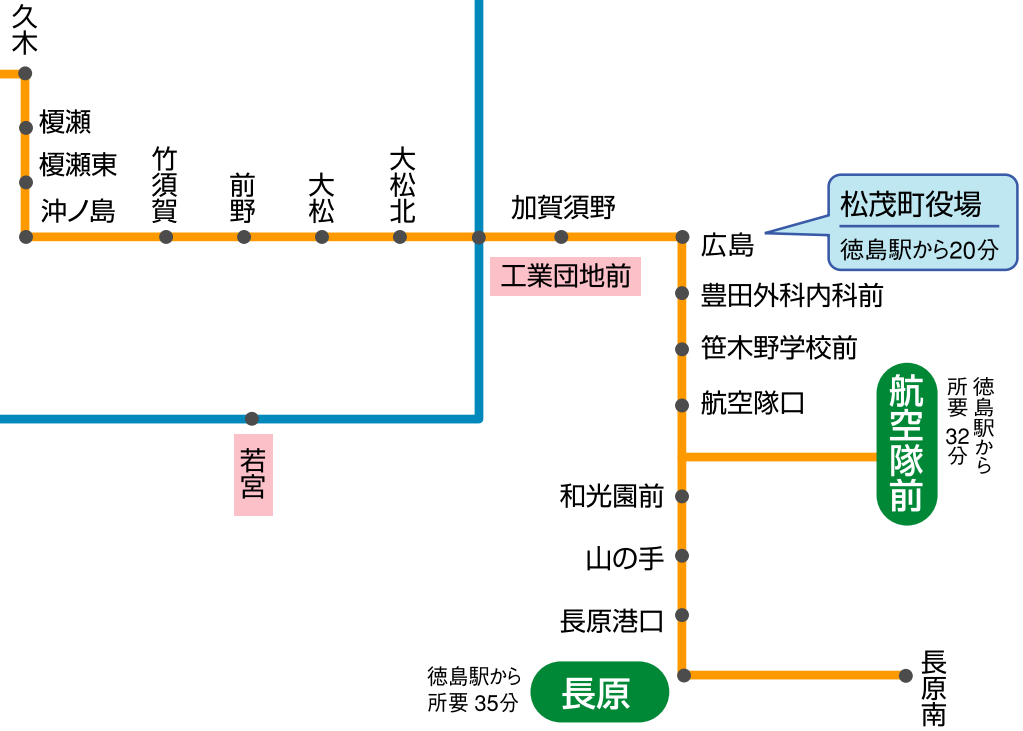 久木
榎瀬
榎瀬東
沖ノ島
竹須賀
前野
大松
大松北
工業団地前
加賀須野
広島
松茂町役場
徳島駅から20分
豊田外科内科前
笹木野学校前
航空隊口
航空隊前
徳島駅から
所要 32分
若宮
和光園前
山の手
長原港口
徳島駅から
所要 35分
長原
長原南